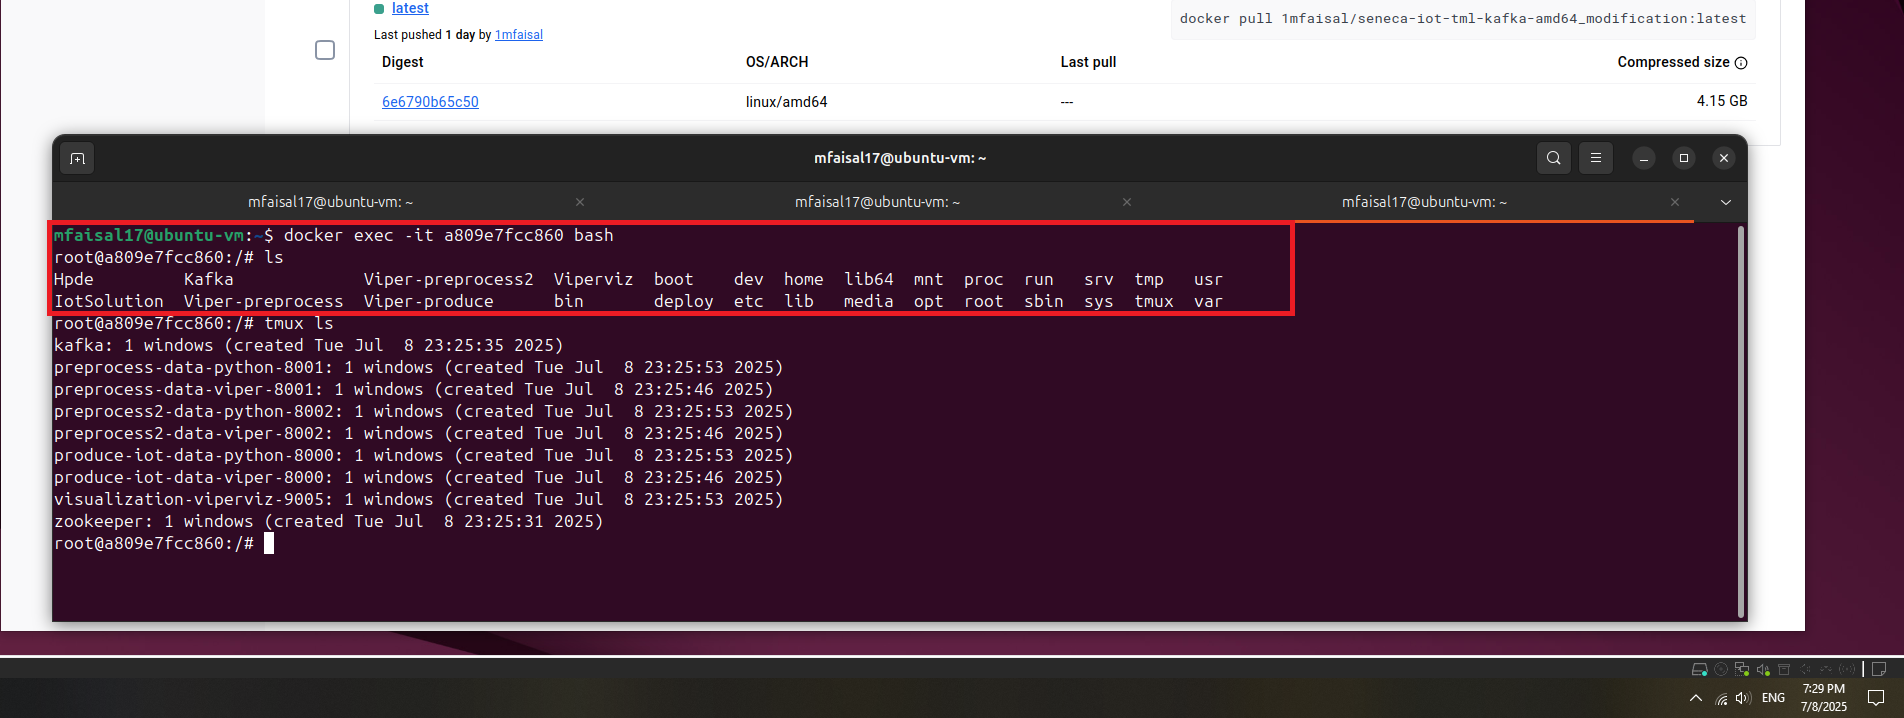 latest
docker pull 1mfaisal/seneca-iot-tml-kafka-amd64_modification:latest
Last pushed 1 day by 1mfaisal
Digest OS/ARCH Last pull Compressed size
6e6790b65c50 linux/amd64 --- 4.15 GB
mfaisal17@ubuntu-vm: ~
mfaisal17@ubuntu-vm: ~ mfaisal17@ubuntu-vm: ~ mfaisal17@ubuntu-vm: ~
mfaisal17@ubuntu-vm:~$ docker exec -it a809e7fcc860 bash
root@a809e7fcc860:/# ls
Hpde Kafka Viper-preprocess2 Viperviz boot dev home lib64 mnt proc run srv tmp usr
IotSolution Viper-preprocess Viper-produce bin deploy etc lib media opt root sbin sys tmux var
root@a809e7fcc860:/# tmux ls
kafka: 1 windows (created Tue Jul  8 23:25:35 2025)
preprocess-data-python-8001: 1 windows (created Tue Jul  8 23:25:53 2025)
preprocess-data-viper-8001: 1 windows (created Tue Jul  8 23:25:46 2025)
preprocess2-data-python-8002: 1 windows (created Tue Jul  8 23:25:53 2025)
preprocess2-data-viper-8002: 1 windows (created Tue Jul  8 23:25:46 2025)
produce-iot-data-python-8000: 1 windows (created Tue Jul  8 23:25:53 2025)
produce-iot-data-viper-8000: 1 windows (created Tue Jul  8 23:25:46 2025)
visualization-viperviz-9005: 1 windows (created Tue Jul  8 23:25:53 2025)
zookeeper: 1 windows (created Tue Jul  8 23:25:31 2025)
root@a809e7fcc860:/#
ENG 7:29 PM
7/8/2025